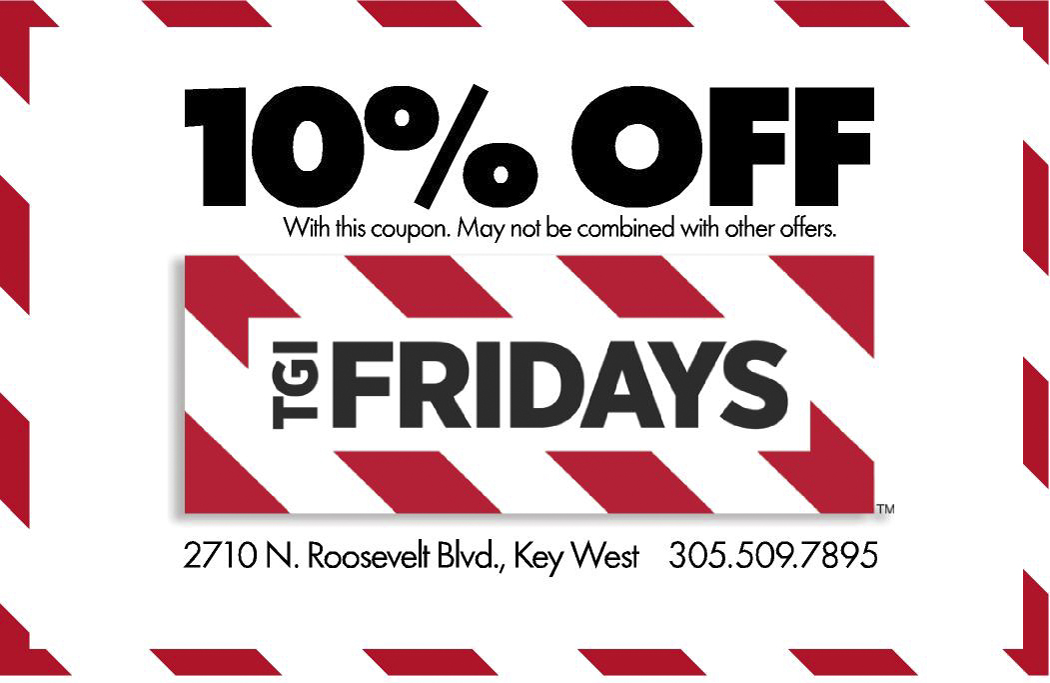 10% OFF
With this coupon. May not be combined with other offers.
TGI FRIDAYS
TM
2710 N. Roosevelt Blvd., Key West 305.509.7895